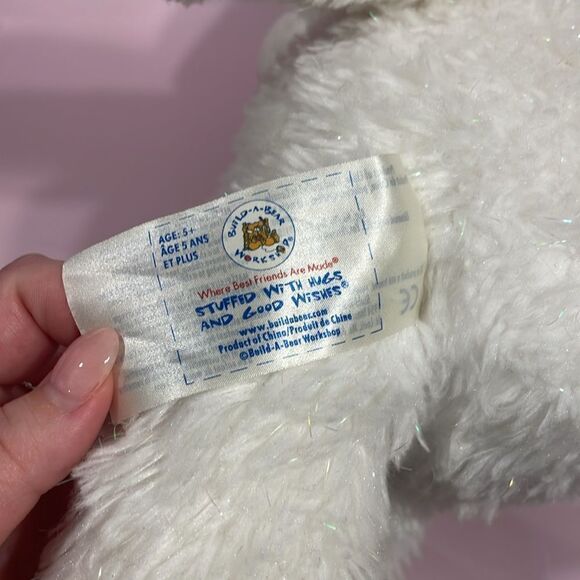 AGE: 5+
ÂGE 5 ANS
ET PLUS
BUILD-A-BEAR
WORKSHOP
Where Best Friends Are Made®
STUFFED WITH HUGS
AND GOOD WISHES®
www.buildabear.com
Product of China/Produit de Chine
©Build-A-Bear Workshop
CE